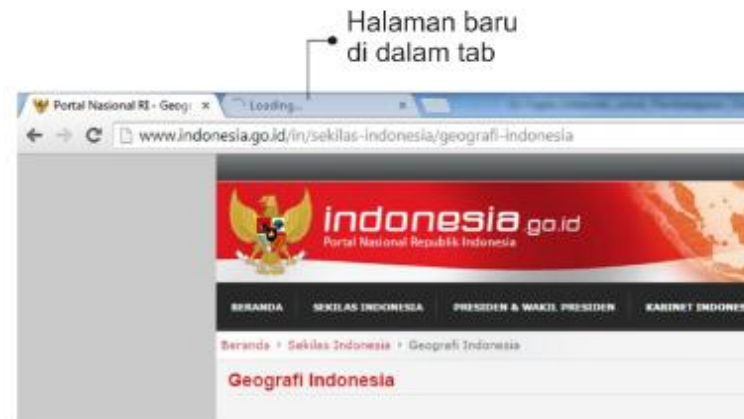 Halaman baru
di dalam tab
Portal Nasional RI - Geogr
Loading...
www.indonesia.go.id/in/sekilas-indonesia/geografi-indonesia
indonesia.go.id
Portal Nasional Republik Indonesia
BERANDA SEKILAS INDONESIA PRESIDEN & WAKIL PRESIDEN KABINET INDONES
Beranda › Sekilas Indonesia › Geografi Indonesia
Geografi Indonesia